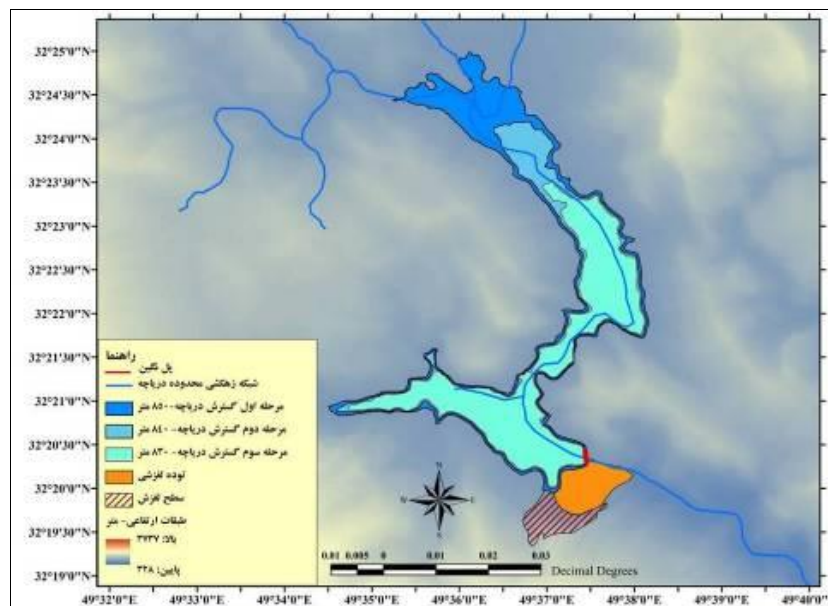 32°25'0"N
32°24'30"N
32°24'0"N
32°23'30"N
32°23'0"N
32°22'30"N
32°22'0"N
32°21'30"N
32°21'0"N
32°20'30"N
32°20'0"N
32°19'30"N
32°19'0"N
راهنما
پل نگین
شبکه زهکشی محدوده دریاچه
مرحله اول گسترش دریاچه-۸۵۰ متر
مرحله دوم گسترش دریاچه-۸۴۰ متر
مرحله سوم گسترش دریاچه-۸۳۰ متر
توده لغزشی
سطح لغزش
طبقات ارتفاعی-متر
بالا: ۳۷۳۷
پایین: ۳۲۸
N
W E
S
0.01 0.005 0 0.01 0.02 0.03
Decimal Degrees
49°32'0"E 49°33'0"E 49°34'0"E 49°35'0"E 49°36'0"E 49°37'0"E 49°38'0"E 49°39'0"E 49°40'0"E